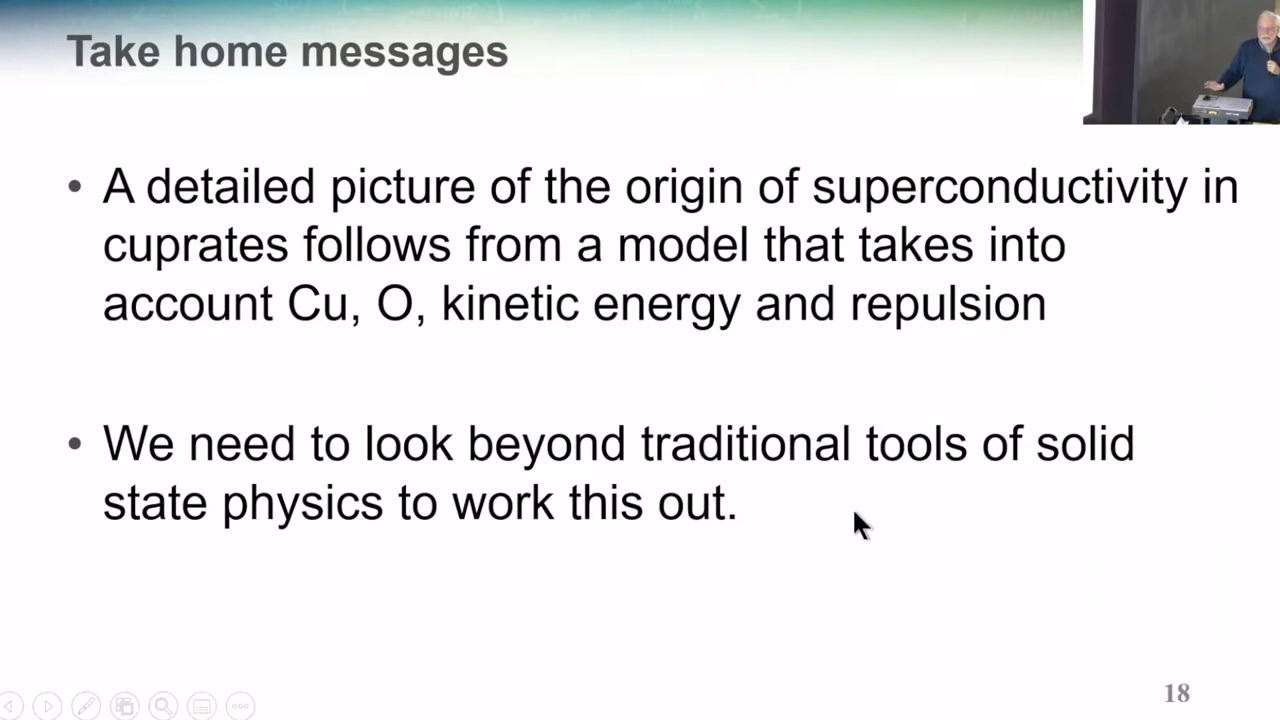 Take home messages
• A detailed picture of the origin of superconductivity in
cuprates follows from a model that takes into
account Cu, O, kinetic energy and repulsion
• We need to look beyond traditional tools of solid
state physics to work this out.
18